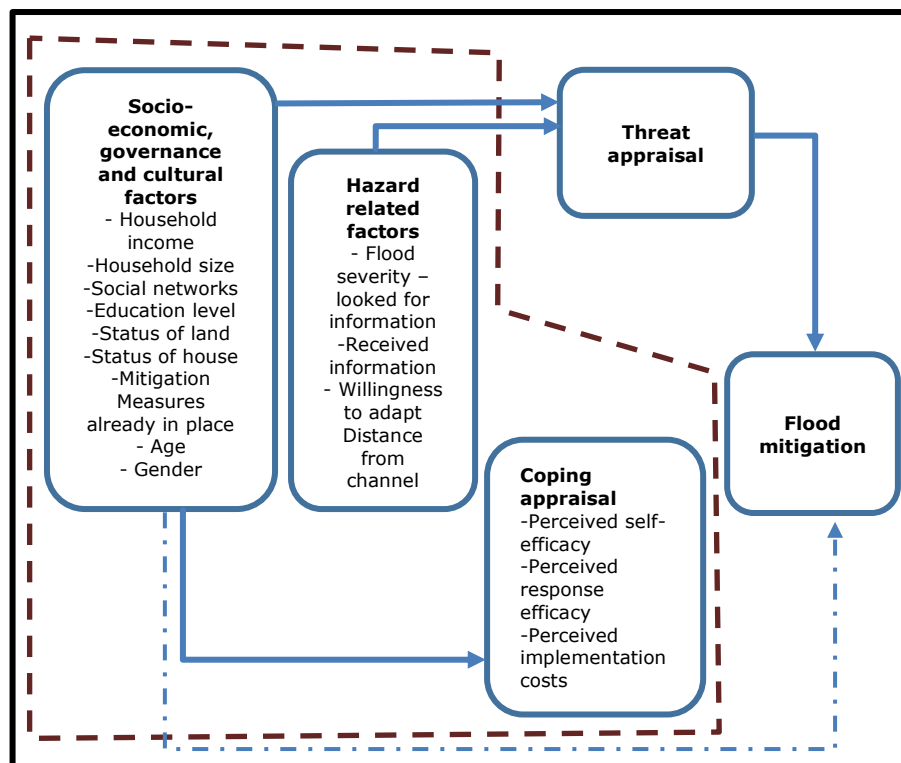 Socio-
economic,
governance
and cultural
factors
- Household
income
-Household size
-Social networks
-Education level
-Status of land
-Status of house
-Mitigation
Measures
already in place
- Age
- Gender
Hazard
related
factors
- Flood
severity –
looked for
information
-Received
information
- Willingness
to adapt
Distance
from
channel
Threat
appraisal
Coping
appraisal
-Perceived self-
efficacy
-Perceived
response
efficacy
-Perceived
implementation
costs
Flood
mitigation